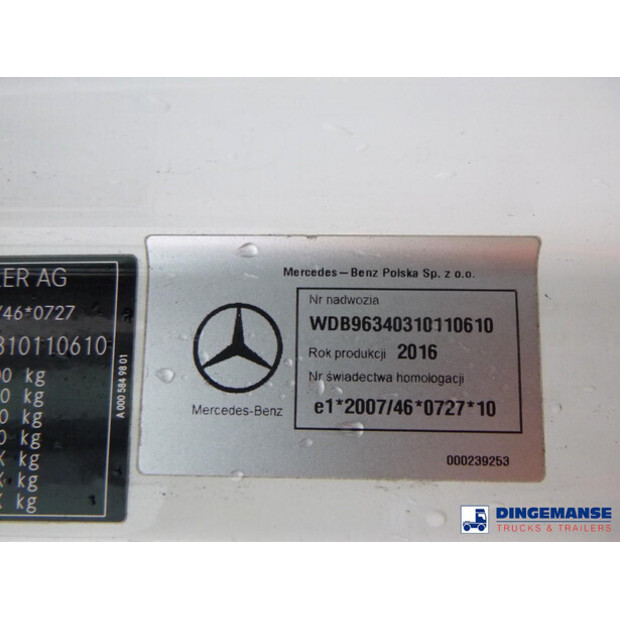 LER AG
/46*0727
310110610
00 kg
0 kg
0 kg
0 kg
X kg
X kg
X kg
A 000 584 98 01
Mercedes-Benz Polska Sp. z o.o.
Nr nadwozia
WDB96340310110610
Rok produkcji 2016
Nr świadectwa homologacji
e1*2007/46*0727*10
Mercedes-Benz
000239253
DINGEMANSE
TRUCKS & TRAILERS